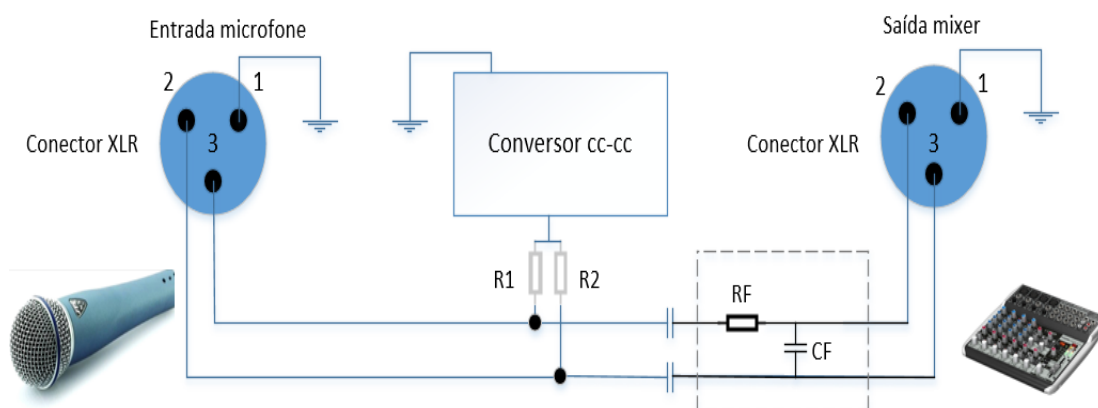 Entrada microfone
Saída mixer
2
1
3
Conector XLR
Conversor cc-cc
2
1
3
Conector XLR
R1
R2
RF
CF